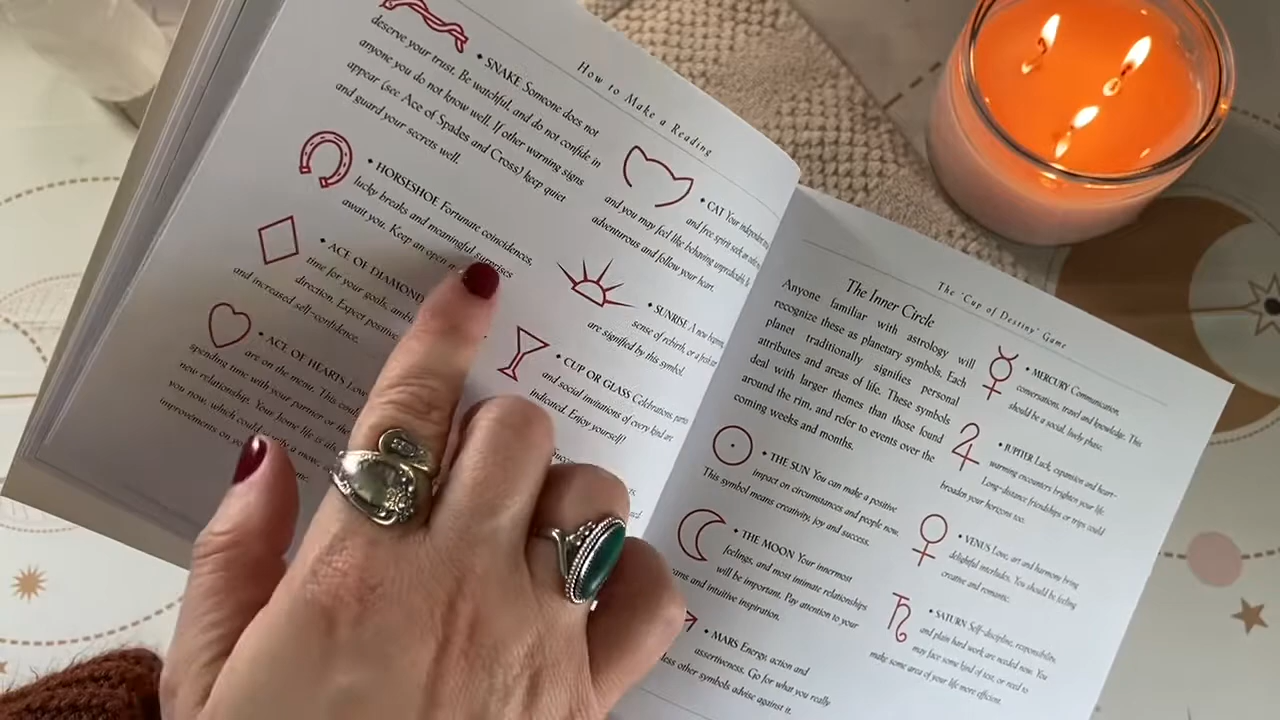 How to Make a Reading
• SNAKE Someone does not
deserve your trust. Be watchful, and do not confide in
anyone you do not know well. If other warning signs
appear (see Ace of Spades and Cross) keep quiet
and guard your secrets well.
• HORSESHOE Fortunate coincidences,
lucky breaks and meaningful surprises
await you. Keep an open
• ACE OF DIAMOND
time for your goals,
direction. Expect
and increased self-confidence.
• ACE OF HEARTS
are on the menu. This
spending time with your partner or the
new relationship. Your home life is
you now, which could a move,
improvements on
• CAT Your
and free spirit seek
and you may feel like behaving unpredictably.
adventurous and follow your heart.
• SUNRISE A new
sense of rebirth, or a fresh
are signified by this symbol.
• CUP OR GLASS Celebrations,
and social invitations of every kind are
indicated. Enjoy yourself!
The 'Cup of Destiny' Game
The Inner Circle
Anyone familiar with astrology will
recognize these as planetary symbols. Each
planet traditionally signifies personal
attributes and areas of life. These symbols
deal with larger themes than those found
around the rim, and refer to events over the
coming weeks and months.
• THE SUN You can make a positive
impact on circumstances and people now.
This symbol means creativity, joy and success.
• THE MOON Your innermost
feelings, and most intimate relationships
will be important. Pay attention to your
and intuitive inspiration.
• MARS Energy, action and
assertiveness. Go for what you really
other symbols advise against it.
• MERCURY Communication,
conversations, travel and knowledge. This
should be a social, lively phase.
• JUPITER Luck, expansion and heart-
warming encounters brighten your life.
Long-distance friendships or trips could
broaden your horizons too.
• VENUS Love, art and harmony bring
delightful interludes. You should be feeling
creative and romantic.
• SATURN Self-discipline, responsibility,
and plain hard work are needed now. You
may face some kind of test, or need to
make some area of your life more efficient.